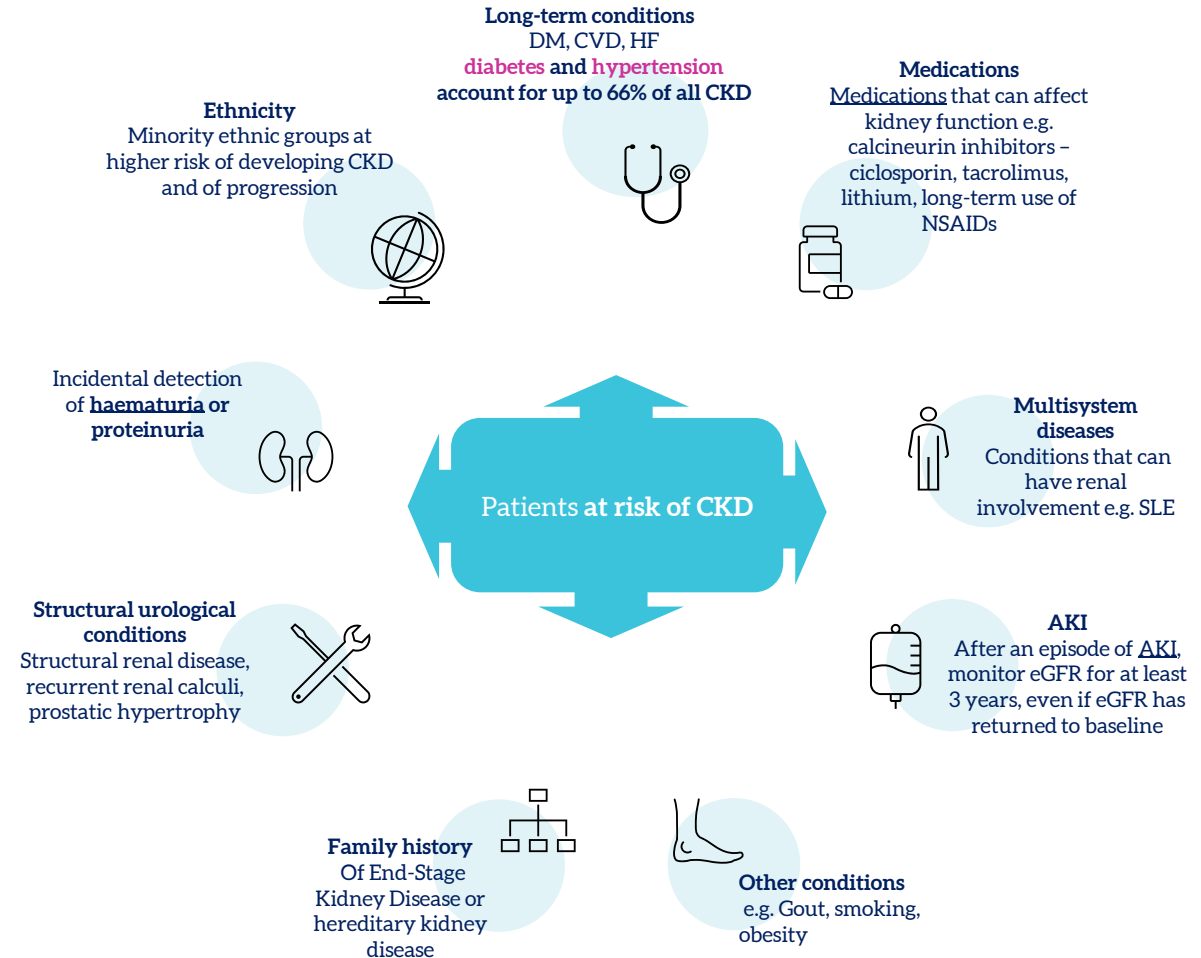 Long-term conditions
DM, CVD, HF
diabetes and hypertension
account for up to 66% of all CKD
Medications
Medications that can affect
kidney function e.g.
calcineurin inhibitors –
ciclosporin, tacrolimus,
lithium, long-term use of
NSAIDs
Ethnicity
Minority ethnic groups at
higher risk of developing CKD
and of progression
Incidental detection
of haematuria or
proteinuria
Multisystem
diseases
Conditions that can
have renal
involvement e.g. SLE
Patients at risk of CKD
Structural urological
conditions
Structural renal disease,
recurrent renal calculi,
prostatic hypertrophy
AKI
After an episode of AKI,
monitor eGFR for at least
3 years, even if eGFR has
returned to baseline
Family history
Of End-Stage
Kidney Disease or
hereditary kidney
disease
Other conditions
e.g. Gout, smoking,
obesity